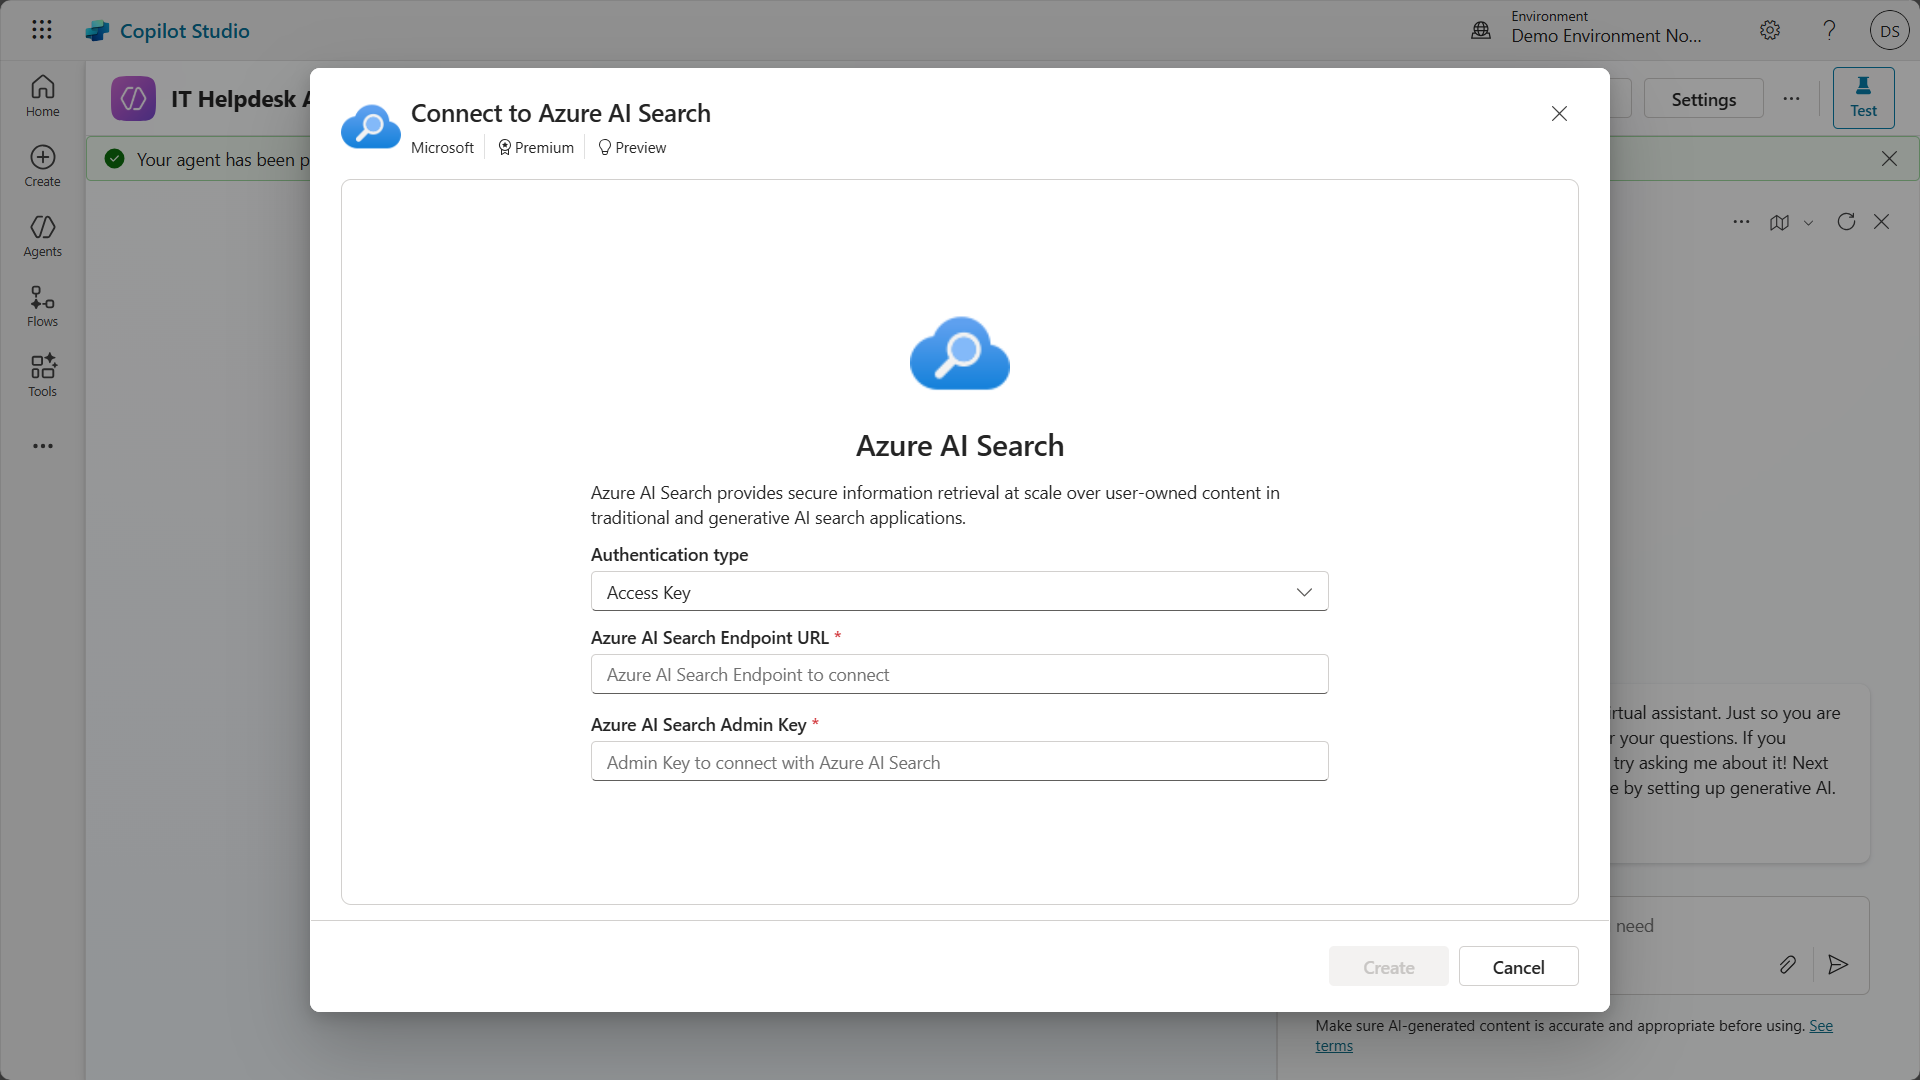 Copilot Studio
Environment
Demo Environment No...
DS
Home
Create
Agents
Flows
Tools
IT Helpdesk A
Settings
Test
Your agent has been p
Connect to Azure AI Search
Microsoft
Premium
Preview
Azure AI Search
Azure AI Search provides secure information retrieval at scale over user-owned content in
traditional and generative AI search applications.
Authentication type
Access Key
Azure AI Search Endpoint URL *
Azure AI Search Endpoint to connect
Azure AI Search Admin Key *
Admin Key to connect with Azure AI Search
Create
Cancel
irtual assistant. Just so you are
r your questions. If you
try asking me about it! Next
e by setting up generative AI.
need
Make sure AI-generated content is accurate and appropriate before using. See
terms